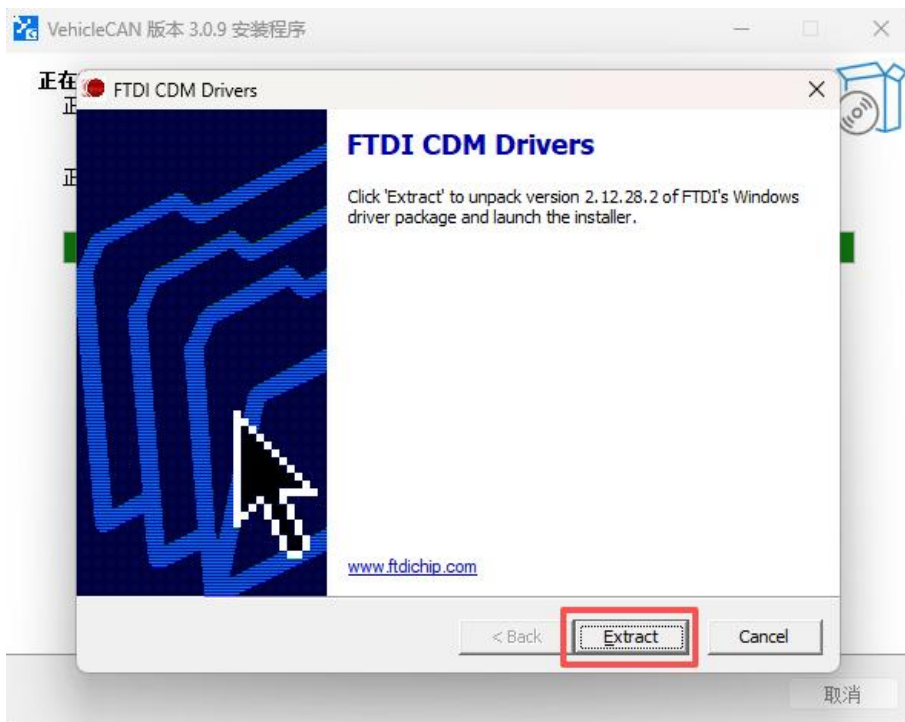 VehicleCAN 版本 3.0.9 安装程序
正在
正
正
FTDI CDM Drivers
FTDI CDM Drivers
Click 'Extract' to unpack version 2.12.28.2 of FTDI's Windows
driver package and launch the installer.
www.ftdichip.com
< Back
Extract
Cancel
取消